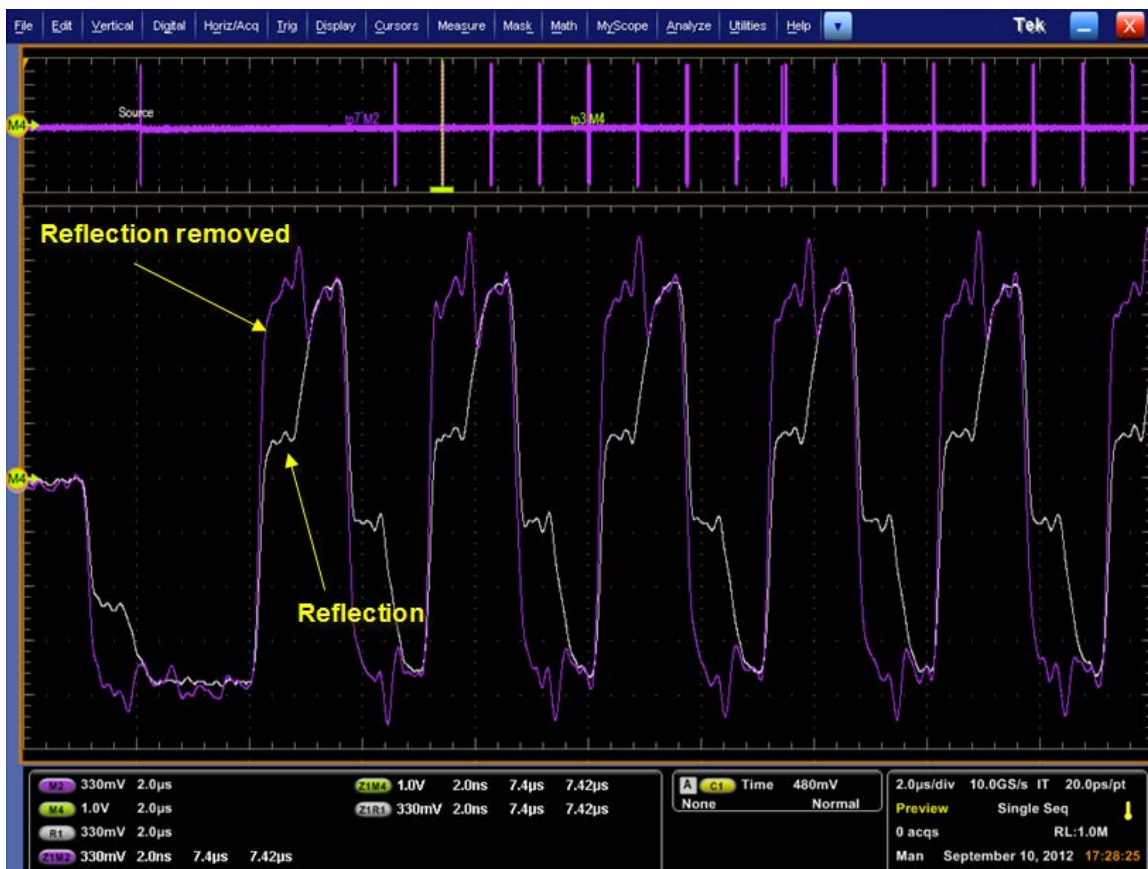 File Edit Vertical Digital Horiz/Acq Trig Display Cursors Measure Mask Math MyScope Analyze Utilities Help Tek X
M4
Source
tp7 M2
tp3 M4
Reflection removed
M4
Reflection
M2 330mV 2.0µs
M4 1.0V 2.0µs
R1 330mV 2.0µs
Z1M2 330mV 2.0ns 7.4µs 7.42µs
Z1M4 1.0V 2.0ns 7.4µs 7.42µs
Z1R1 330mV 2.0ns 7.4µs 7.42µs
A C1 Time 480mV
None Normal
2.0µs/div 10.0GS/s IT 20.0ps/pt
Preview Single Seq
0 acqs RL:1.0M
Man September 10, 2012 17:28:25